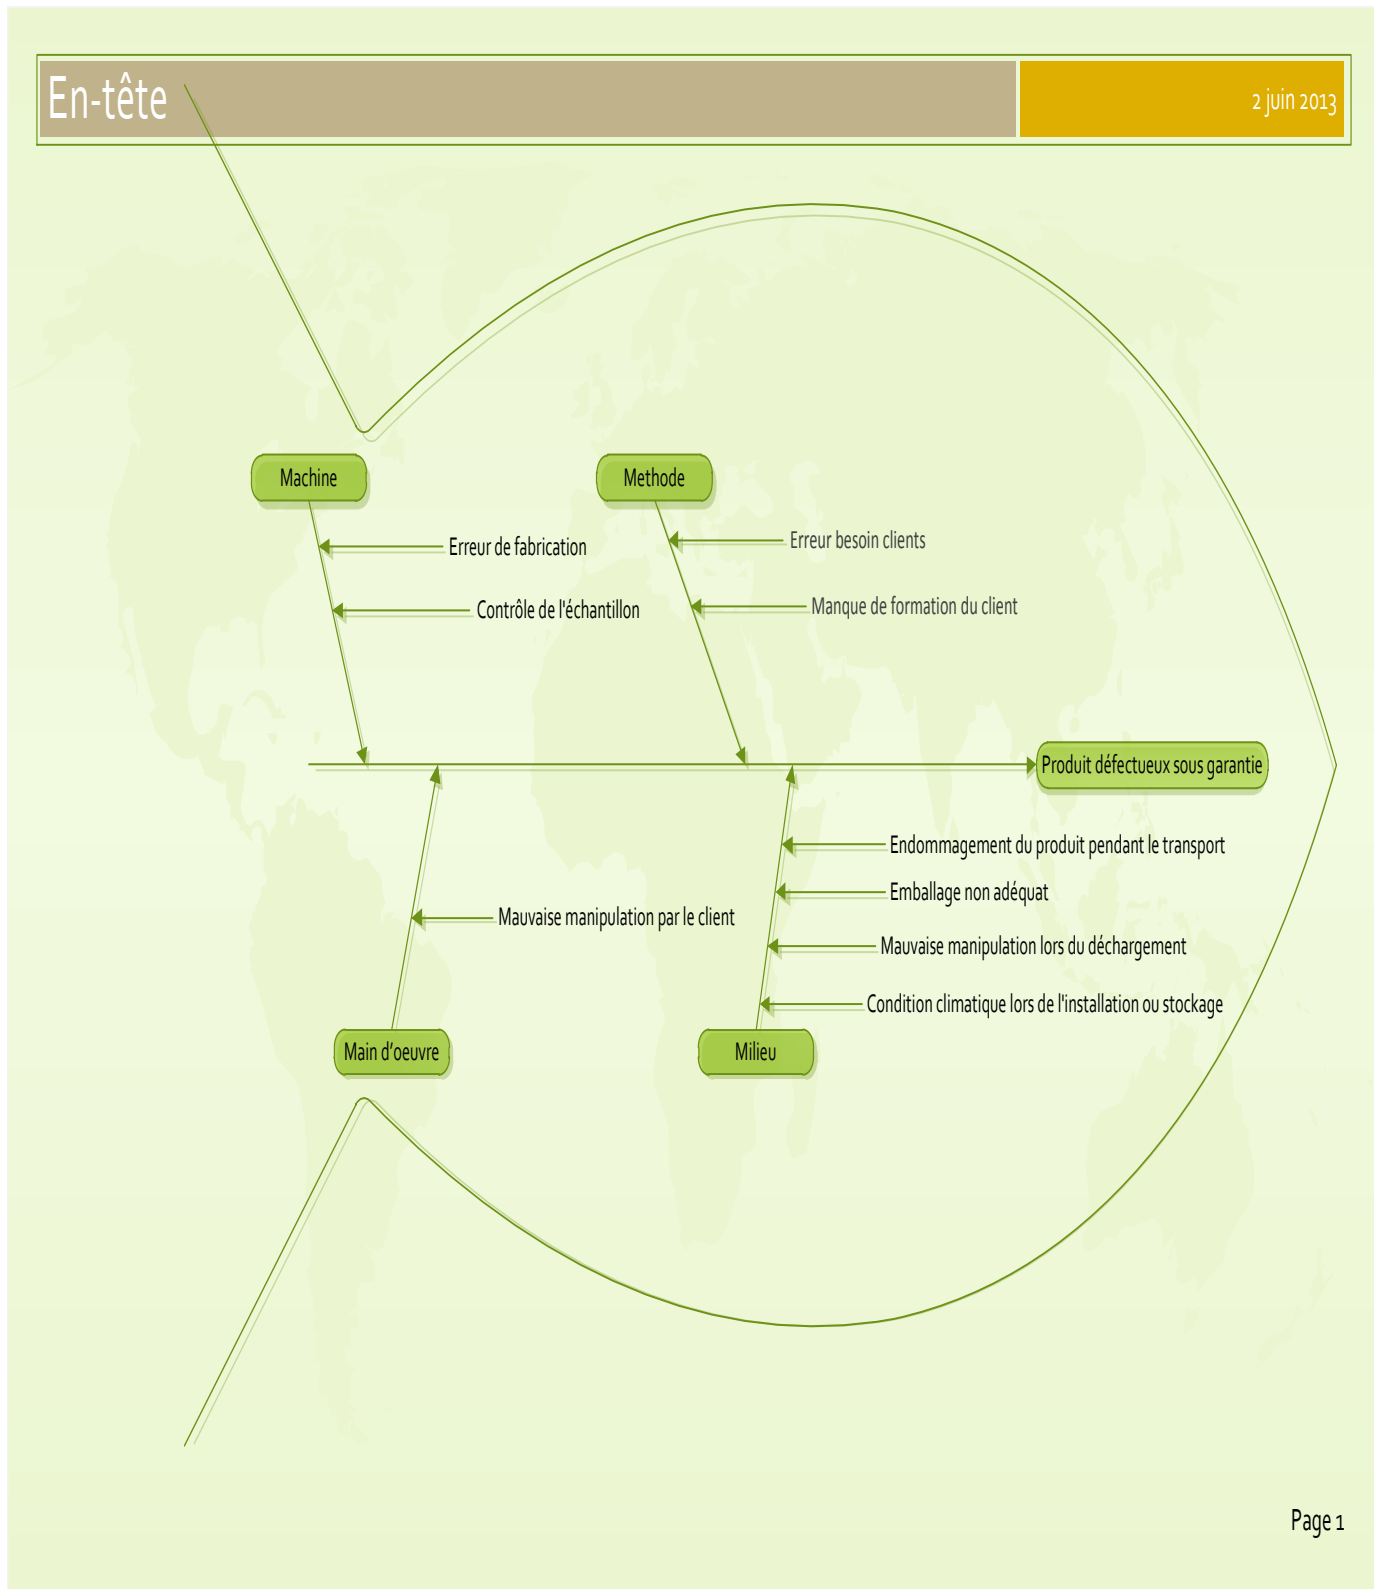 En-tête
2 juin 2013
Machine
Methode
Erreur de fabrication
Erreur besoin clients
Contrôle de l'échantillon
Manque de formation du client
Produit défectueux sous garantie
Endommagement du produit pendant le transport
Emballage non adéquat
Mauvaise manipulation par le client
Mauvaise manipulation lors du déchargement
Condition climatique lors de l'installation ou stockage
Main d’oeuvre
Milieu
Page 1